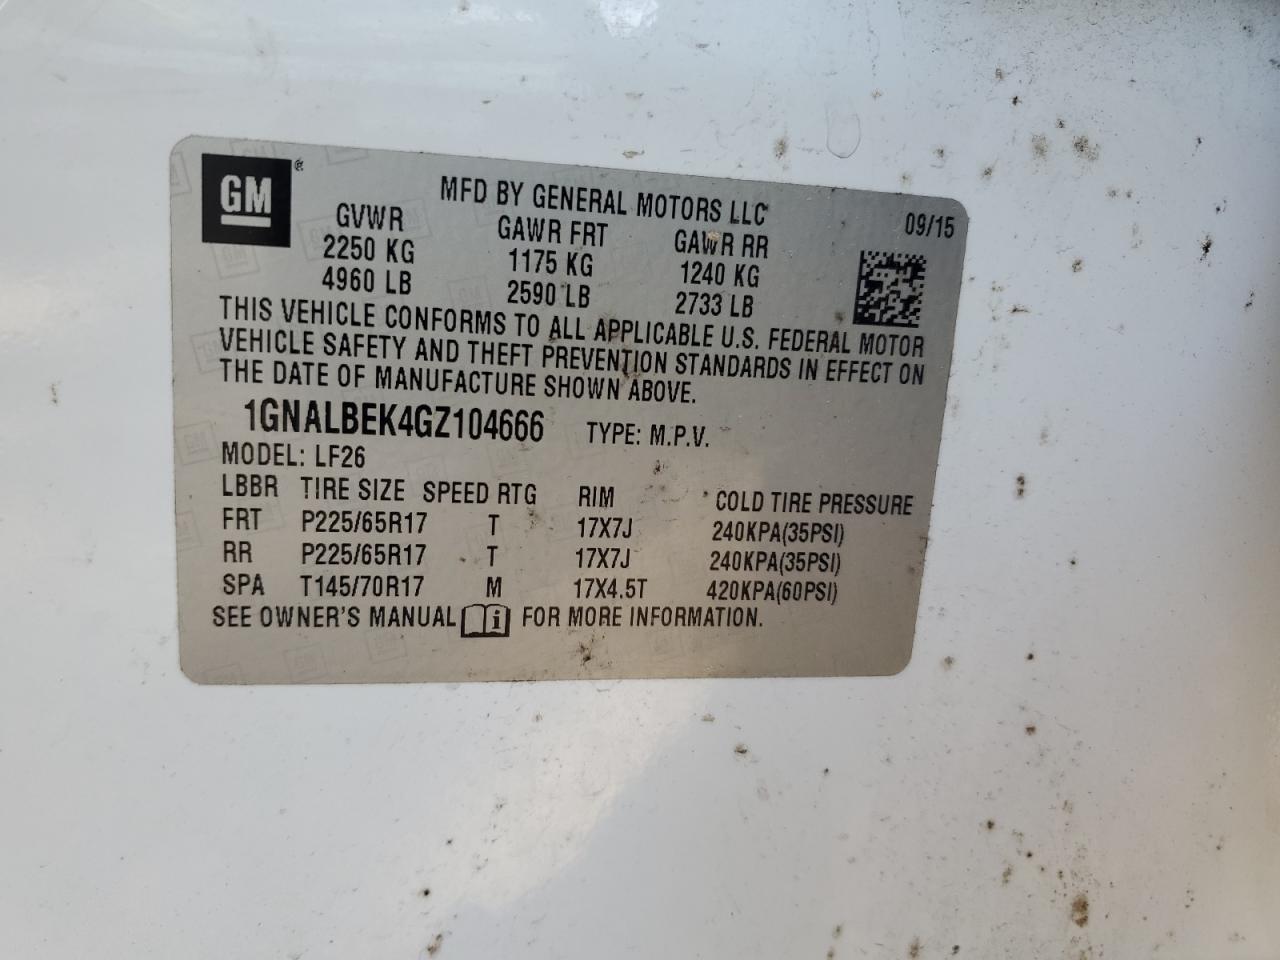 GM ®
MFD BY GENERAL MOTORS LLC
09/15
GVWR GAWR FRT GAWR RR
2250 KG 1175 KG 1240 KG
4960 LB 2590 LB 2733 LB
THIS VEHICLE CONFORMS TO ALL APPLICABLE U.S. FEDERAL MOTOR
VEHICLE SAFETY AND THEFT PREVENTION STANDARDS IN EFFECT ON
THE DATE OF MANUFACTURE SHOWN ABOVE.
1GNALBEK4GZ104666 TYPE: M.P.V.
MODEL: LF26
LBBR TIRE SIZE SPEED RTG RIM COLD TIRE PRESSURE
FRT P225/65R17 T 17X7J 240KPA(35PSI)
RR P225/65R17 T 17X7J 240KPA(35PSI)
SPA T145/70R17 M 17X4.5T 420KPA(60PSI)
SEE OWNER'S MANUAL i FOR MORE INFORMATION.